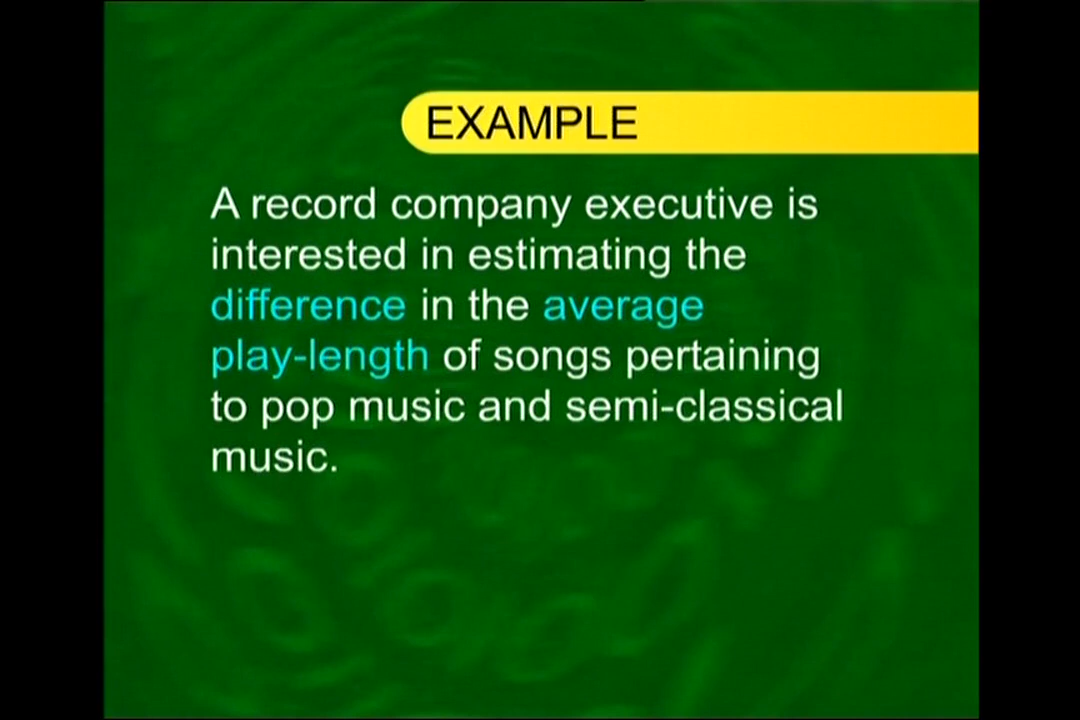 EXAMPLE
A record company executive is
interested in estimating the
difference in the average
play-length of songs pertaining
to pop music and semi-classical
music.